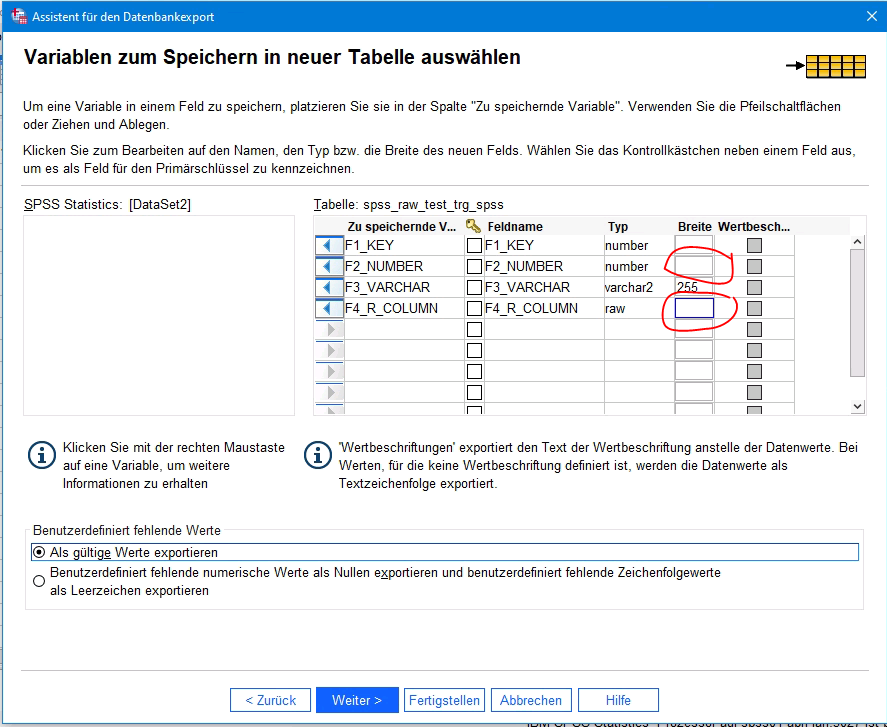 Assistent für den Datenbankexport
Variablen zum Speichern in neuer Tabelle auswählen
Um eine Variable in einem Feld zu speichern, platzieren Sie sie in der Spalte "Zu speichernde Variable". Verwenden Sie die Pfeilschaltflächen
oder Ziehen und Ablegen.
Klicken Sie zum Bearbeiten auf den Namen, den Typ bzw. die Breite des neuen Felds. Wählen Sie das Kontrollkästchen neben einem Feld aus,
um es als Feld für den Primärschlüssel zu kennzeichnen.
SPSS Statistics: [DataSet2]
Tabelle: spss_raw_test_trg_spss
Zu speichernde V... Feldname Typ Breite Wertbesch...
F1_KEY F1_KEY number
F2_NUMBER F2_NUMBER number
F3_VARCHAR F3_VARCHAR varchar2 255
F4_R_COLUMN F4_R_COLUMN raw
Klicken Sie mit der rechten Maustaste
auf eine Variable, um weitere
Informationen zu erhalten
'Wertbeschriftungen' exportiert den Text der Wertbeschriftung anstelle der Datenwerte. Bei
Werten, für die keine Wertbeschriftung definiert ist, werden die Datenwerte als
Textzeichenfolge exportiert.
Benutzerdefiniert fehlende Werte
Als gültige Werte exportieren
Benutzerdefiniert fehlende numerische Werte als Nullen exportieren und benutzerdefiniert fehlende Zeichenfolgewerte
als Leerzeichen exportieren
< Zurück Weiter > Fertigstellen Abbrechen Hilfe